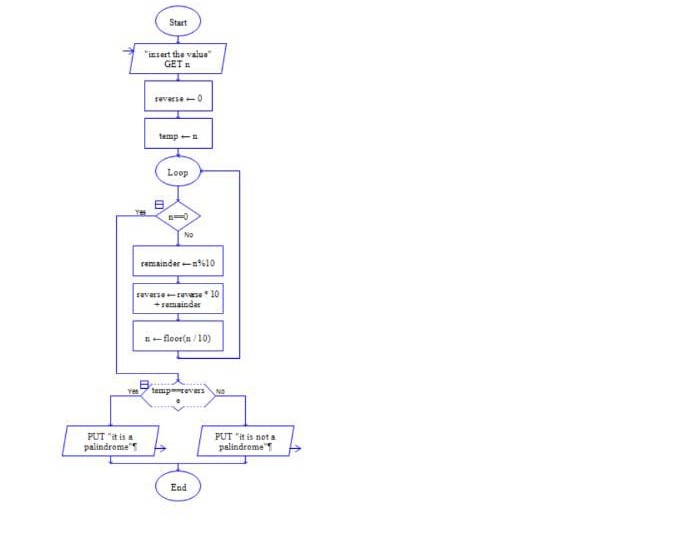 Start
"insert the value"
GET n
reverse ← 0
temp ← n
Loop
Yes
n==0
No
remainder ← n%10
reverse ← reverse * 10
+ remainder
n ← floor(n / 10)
Yes
temp==revers
e
No
PUT "it is a
palindrome"¶
PUT "it is not a
palindrome"¶
End